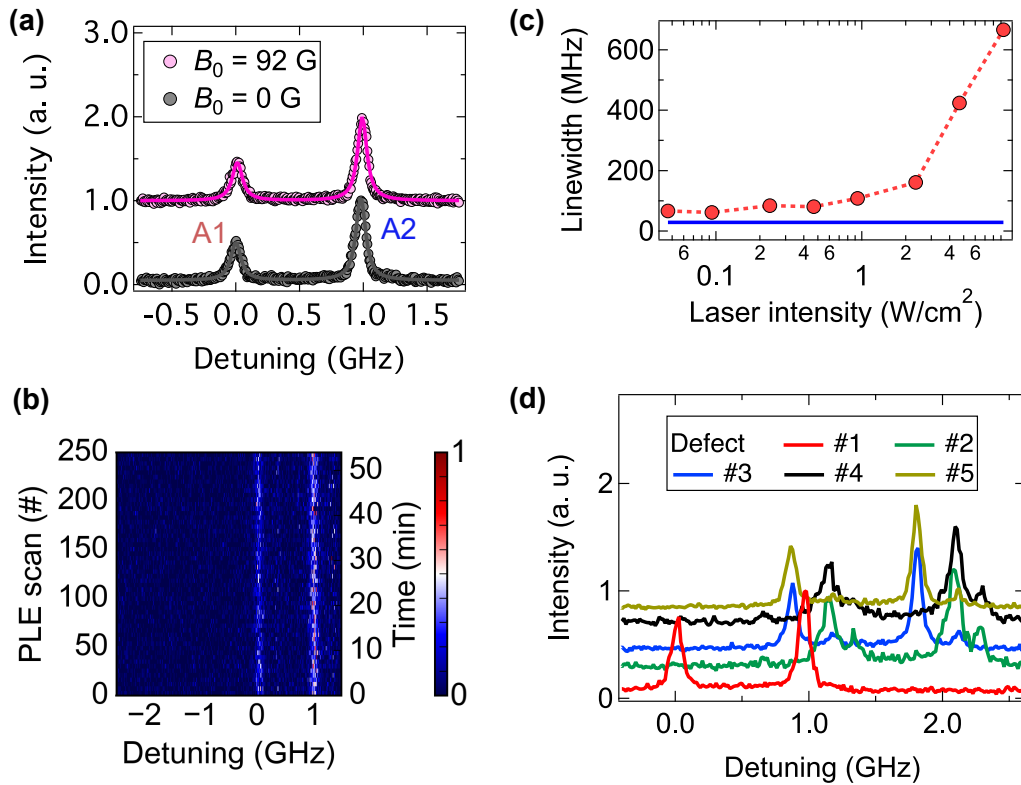 (a)
3.0
2.0
1.0
0.0
Intensity (a. u.)
B₀ = 92 G
B₀ = 0 G
A1
A2
-0.5 0.0 0.5 1.0 1.5
Detuning (GHz)
(c)
600
400
200
0
Linewidth (MHz)
6 0.1 2 4 6 1 2 4 6
Laser intensity (W/cm²)
(b)
250
200
150
100
50
0
PLE scan (#)
50
40
30
20
10
0
Time (min)
1
0
-2 -1 0 1
Detuning (GHz)
(d)
Defect #1 #2
#3 #4 #5
2
1
0
Intensity (a. u.)
0.0 1.0 2.0
Detuning (GHz)